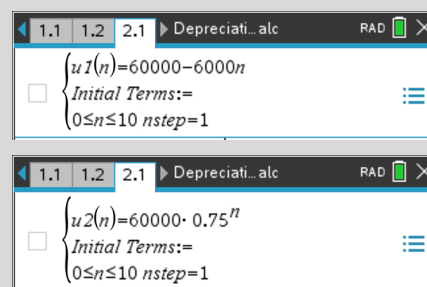 1.1 1.2 2.1 Depreciati...alc RAD
u1(n)=60000-6000n
Initial Terms:=
0≤n≤10 nstep=1
1.1 1.2 2.1 Depreciati...alc RAD
u2(n)=60000· 0.75ⁿ
Initial Terms:=
0≤n≤10 nstep=1